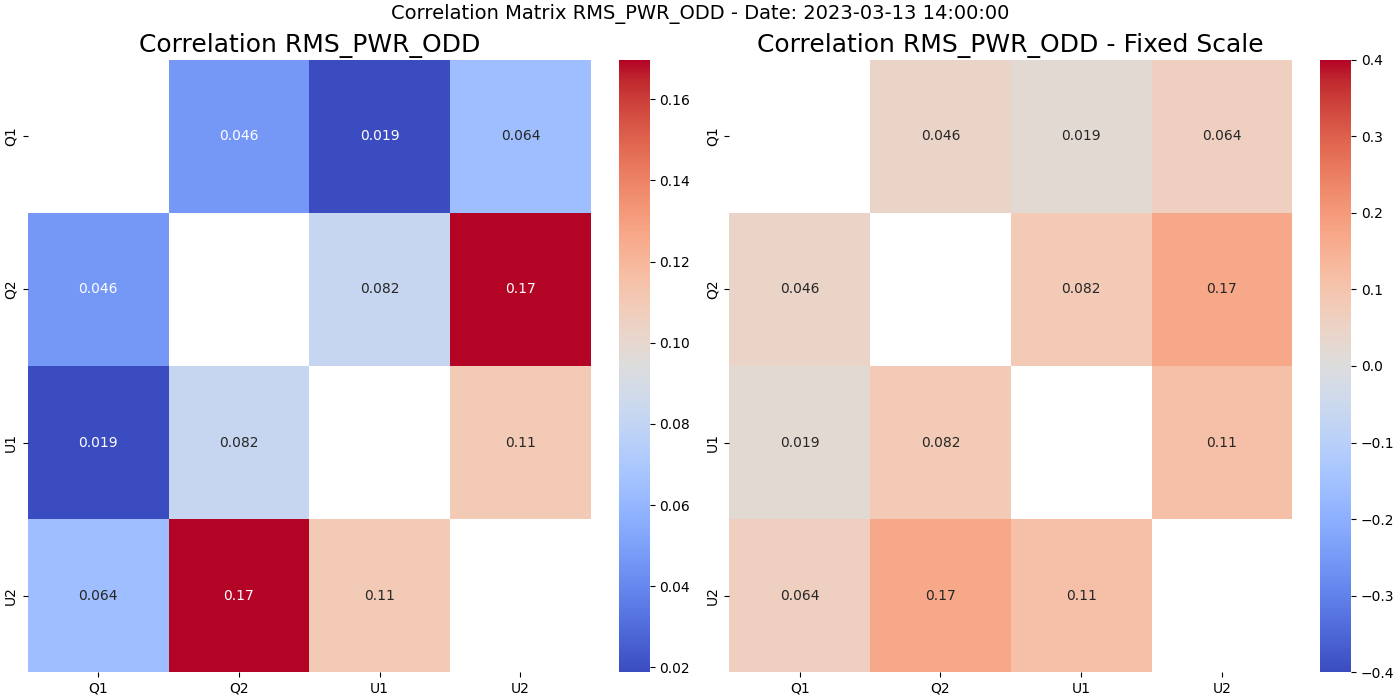 Correlation Matrix RMS_PWR_ODD - Date: 2023-03-13 14:00:00
Correlation RMS_PWR_ODD
Q1
0.046
0.019
0.064
Q2
0.046
0.082
0.17
U1
0.019
0.082
0.11
U2
0.064
0.17
0.11
Q1
Q2
U1
U2
0.16
0.14
0.12
0.10
0.08
0.06
0.04
0.02
Correlation RMS_PWR_ODD - Fixed Scale
Q1
0.046
0.019
0.064
Q2
0.046
0.082
0.17
U1
0.019
0.082
0.11
U2
0.064
0.17
0.11
Q1
Q2
U1
U2
0.4
0.3
0.2
0.1
0.0
−0.1
−0.2
−0.3
−0.4